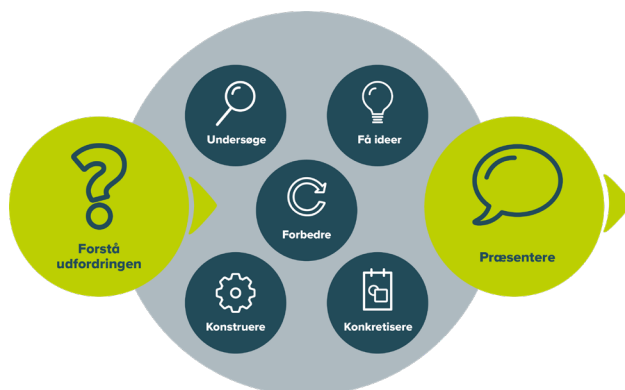 Undersøge
Få ideer
Forstå
udfordringen
Forbedre
Præsentere
Konstruere
Konkretisere